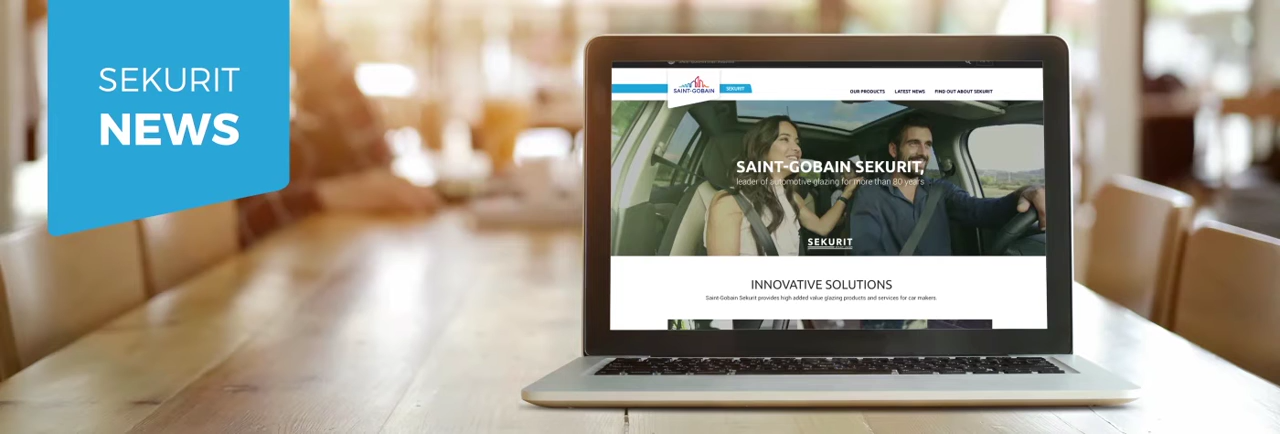 SEKURIT
NEWS
SAINT-GOBAIN
SEKURIT
OUR PRODUCTS LATEST NEWS FIND OUT ABOUT SEKURIT
SAINT-GOBAIN SEKURIT,
leader of automotive glazing for more than 80 years
SEKURIT
INNOVATIVE SOLUTIONS
Saint-Gobain Sekurit provides high added value glazing products and services for car makers.